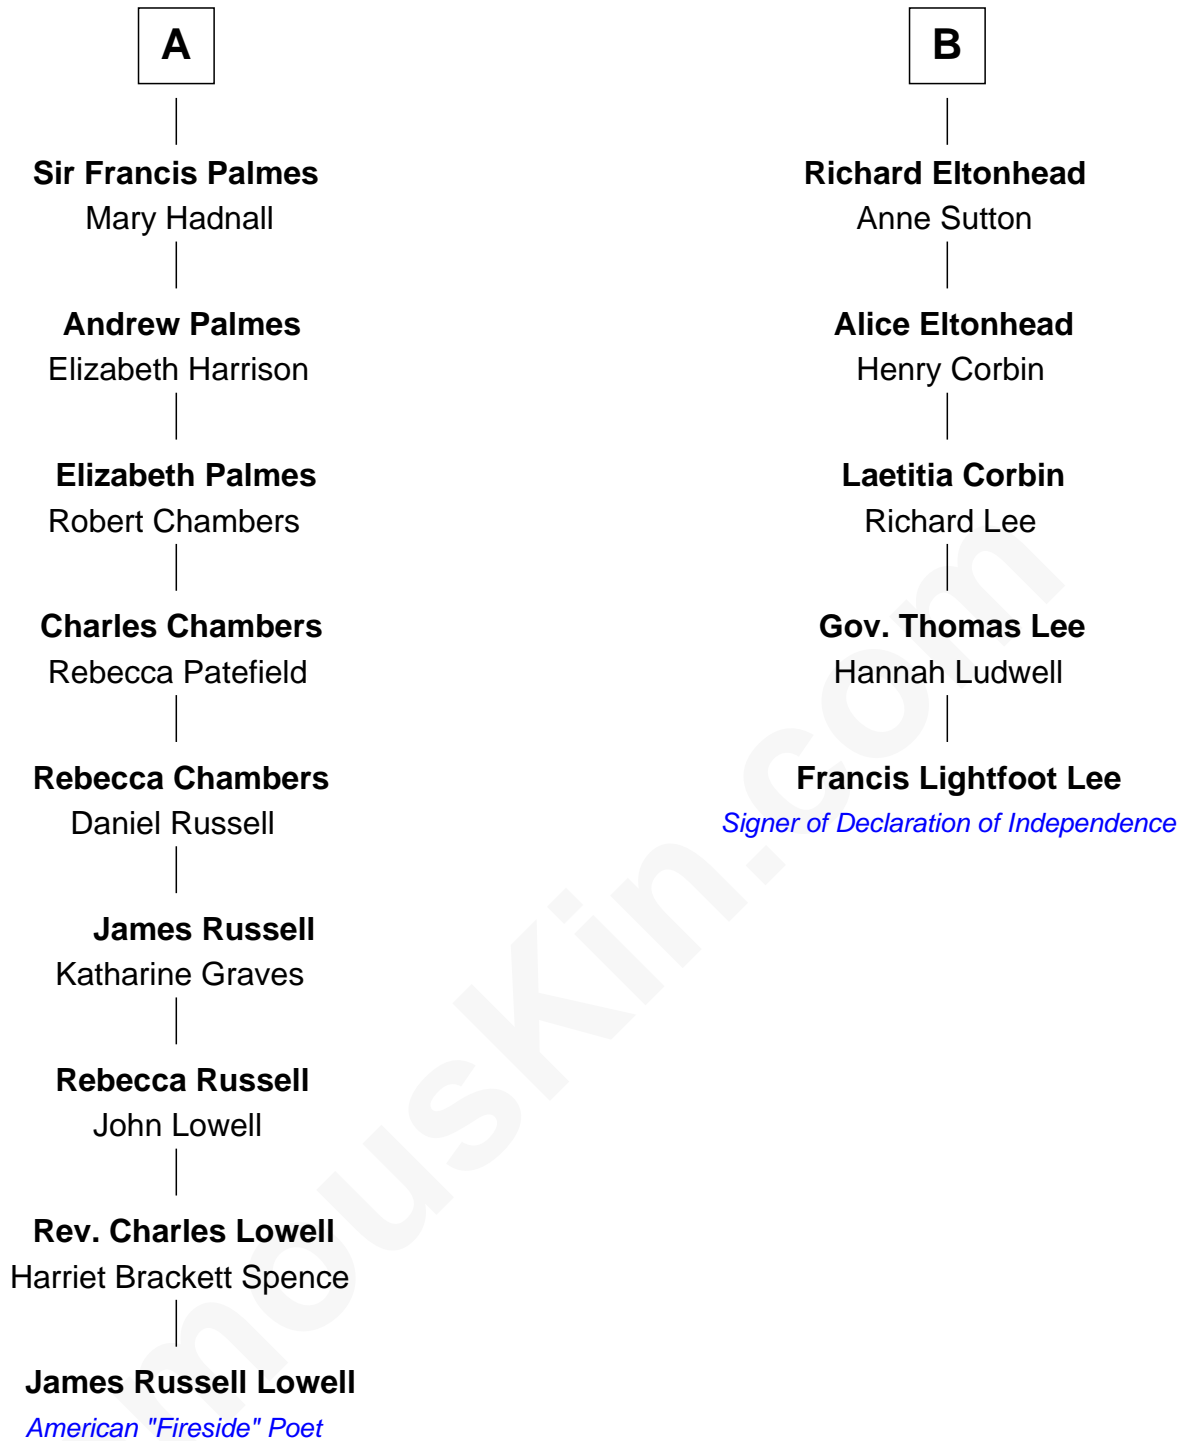 A
Sir Francis Palmes
Mary Hadnall
Andrew Palmes
Elizabeth Harrison
Elizabeth Palmes
Robert Chambers
Charles Chambers
Rebecca Patefield
Rebecca Chambers
Daniel Russell
James Russell
Katharine Graves
Rebecca Russell
John Lowell
Rev. Charles Lowell
Harriet Brackett Spence
James Russell Lowell
American "Fireside" Poet
B
Richard Eltonhead
Anne Sutton
Alice Eltonhead
Henry Corbin
Laetitia Corbin
Richard Lee
Gov. Thomas Lee
Hannah Ludwell
Francis Lightfoot Lee
Signer of Declaration of Independence
mousKin.com